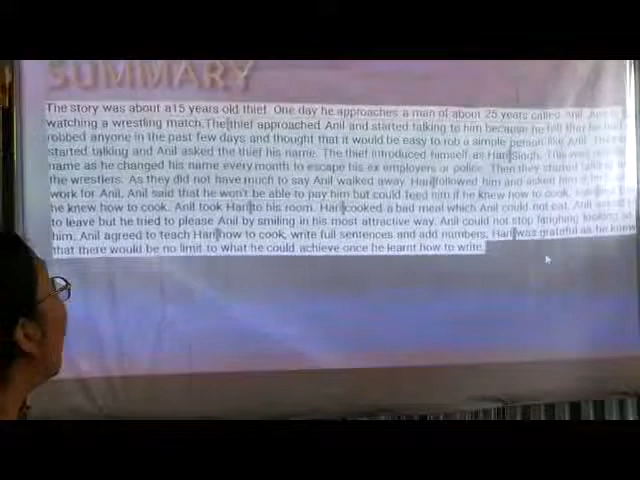 SUMMARY
The story was about a15 years old thief. One day he approaches a man of about 25 years called Anil
watching a wrestling match.The thief approached Anil and started talking to him because he
robbed anyone in the past few days and thought that it would be easy to rob a simple person like Anil.
started talking and Anil asked the thief his name. The thief introduced himself as Hari Singh. This was
name as he changed his name every month to escape his ex employers or police. Then they started
the wrestlers. As they did not have much to say Anil walked away. Hari followed him and asked him
work for Anil. Anil said that he won't be able to pay him but could feed him if he knew how to cook.
he knew how to cook. Anil took Hari to his room. Hari cooked a bad meal which Anil could not eat. Anil
to leave but he tried to please Anil by smiling in his most attractive way. Anil could not stop laughing looking at
him. Anil agreed to teach Hari how to cook, write full sentences and add numbers. Hari was grateful as he knew
that there would be no limit to what he could achieve once he learnt how to write.